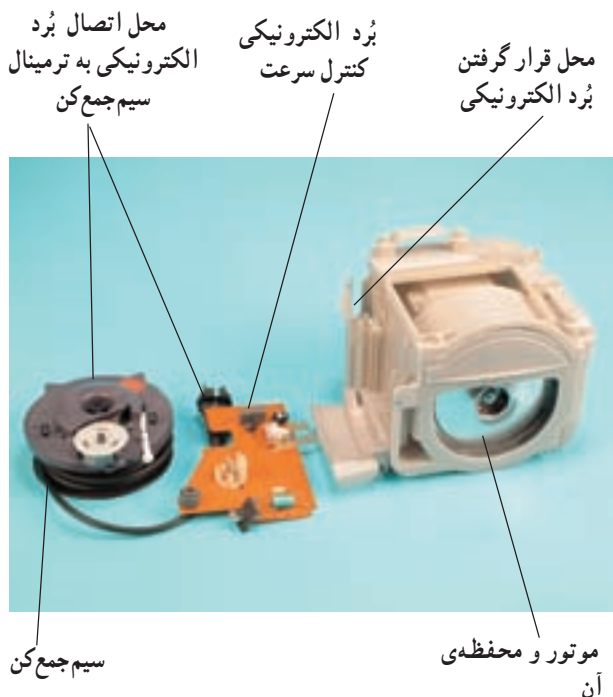 محل قرار گرفتن
بُرد الکترونیکی
بُرد الکترونیکی
کنترل سرعت
محل اتصال بُرد
الکترونیکی به ترمینال
سیم‌جمع‌کن
موتور و محفظه‌ی
آن
سیم‌جمع‌کن